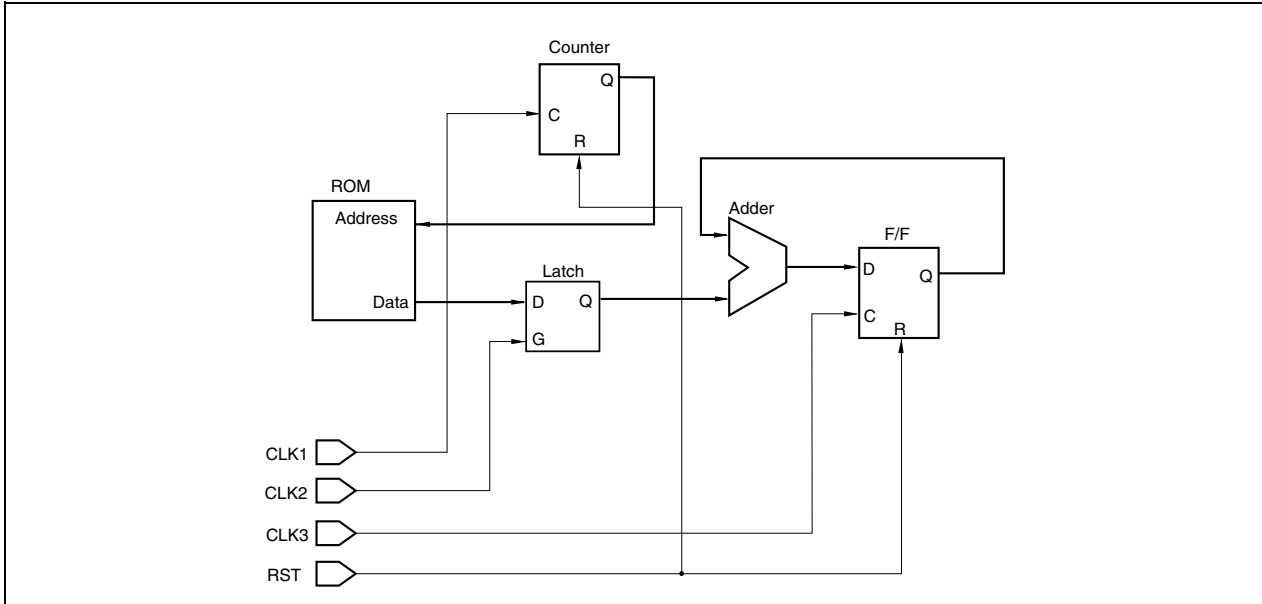 Counter
Q
C
R
ROM
Address
Data
Latch
D Q
G
Adder
F/F
D
Q
C
R
CLK1
CLK2
CLK3
RST